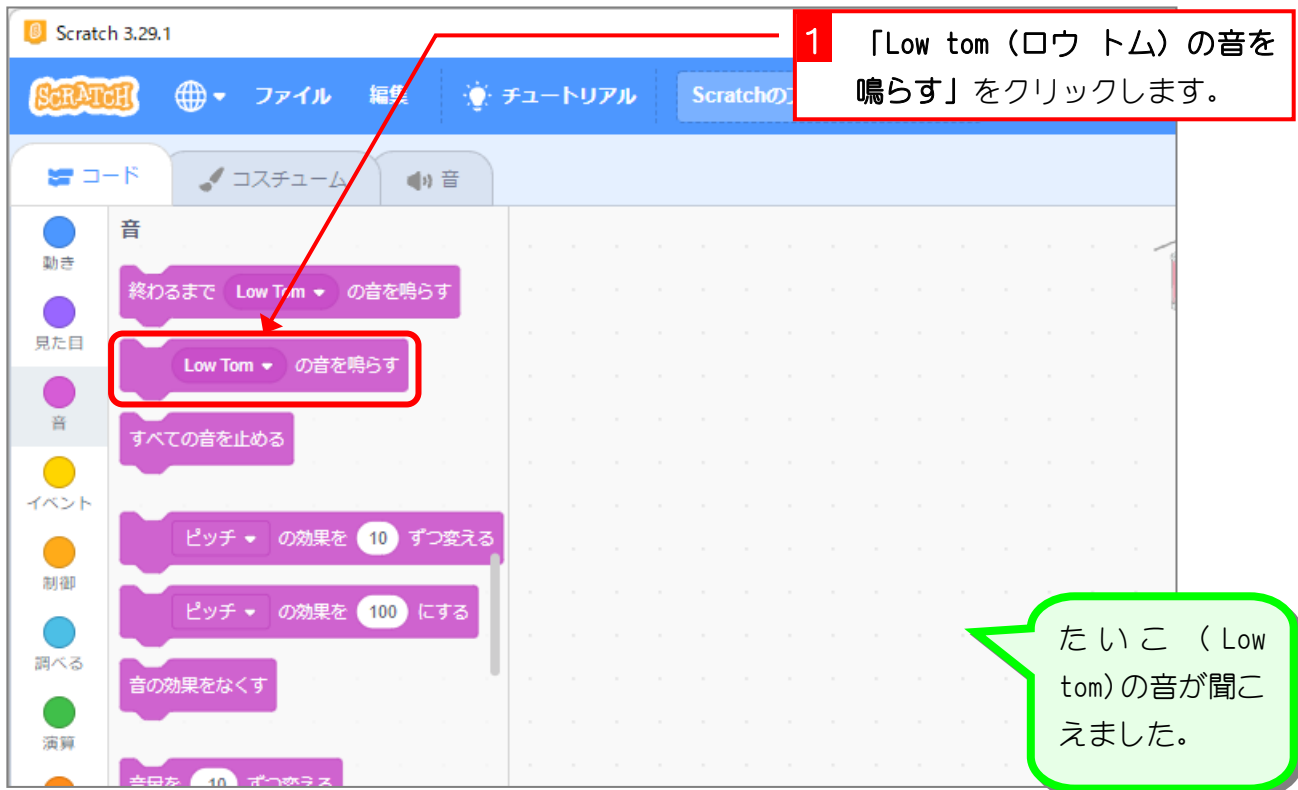 Scratch 3.29.1
1 「Low tom（ロウ トム）の音を
鳴らす」をクリックします。
SCRATCH ファイル 編集 チュートリアル Scratchの
コード コスチューム 音
動き
見た目
音
イベント
制御
調べる
演算
音
終わるまで Low Tom の音を鳴らす
Low Tom の音を鳴らす
すべての音を止める
ピッチ の効果を 10 ずつ変える
ピッチ の効果を 100 にする
音の効果をなくす
音量を -10 ずつ変える
たいこ（Low
tom)の音が聞こ
えました。